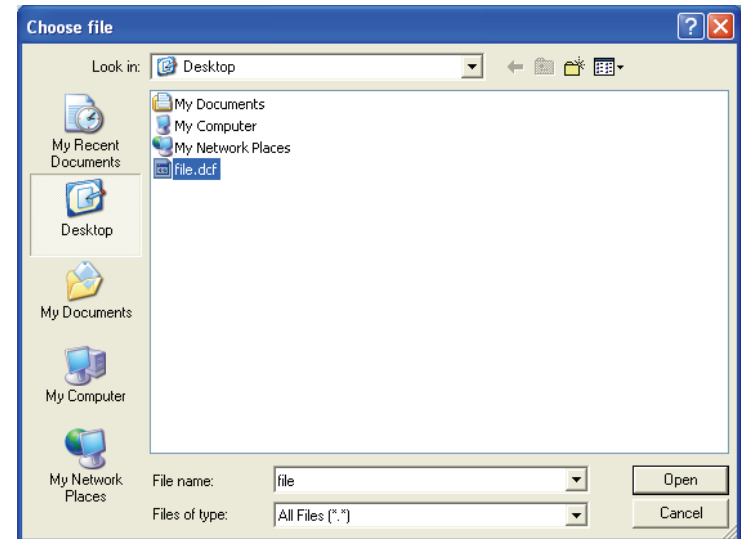 Choose file
Look in:
Desktop
My Recent
Documents
Desktop
My Documents
My Computer
My Network
Places
My Documents
My Computer
My Network Places
file.dcf
File name:
file
Open
Files of type:
All Files (*.*)
Cancel